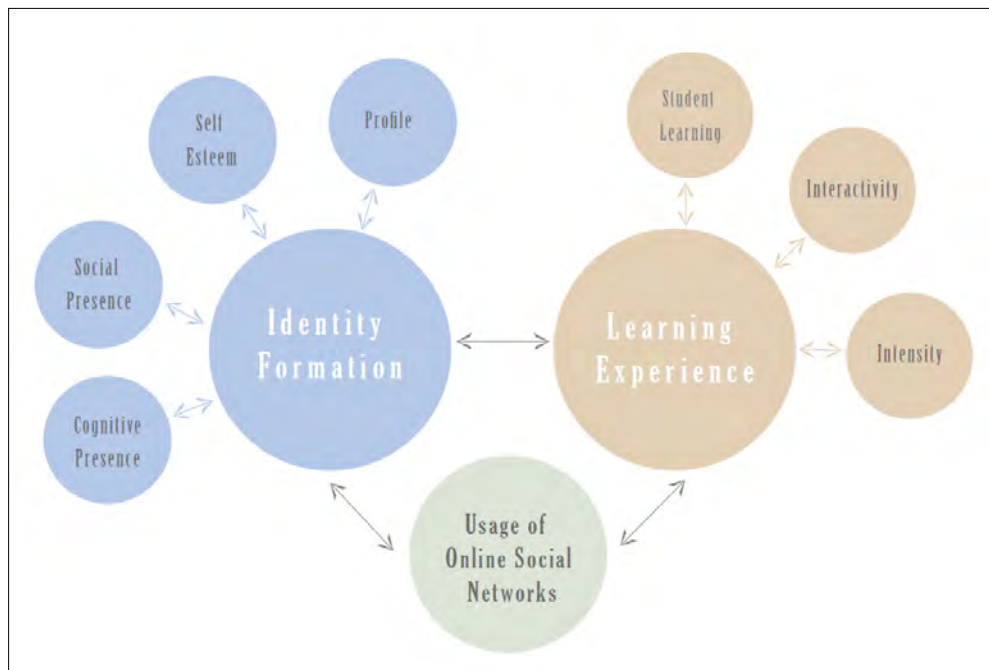 Self
Esteem
Profile
Social
Presence
Cognitive
Presence
Identity
Formation
Student
Learning
Interactivity
Intensity
Learning
Experience
Usage of
Online Social
Networks